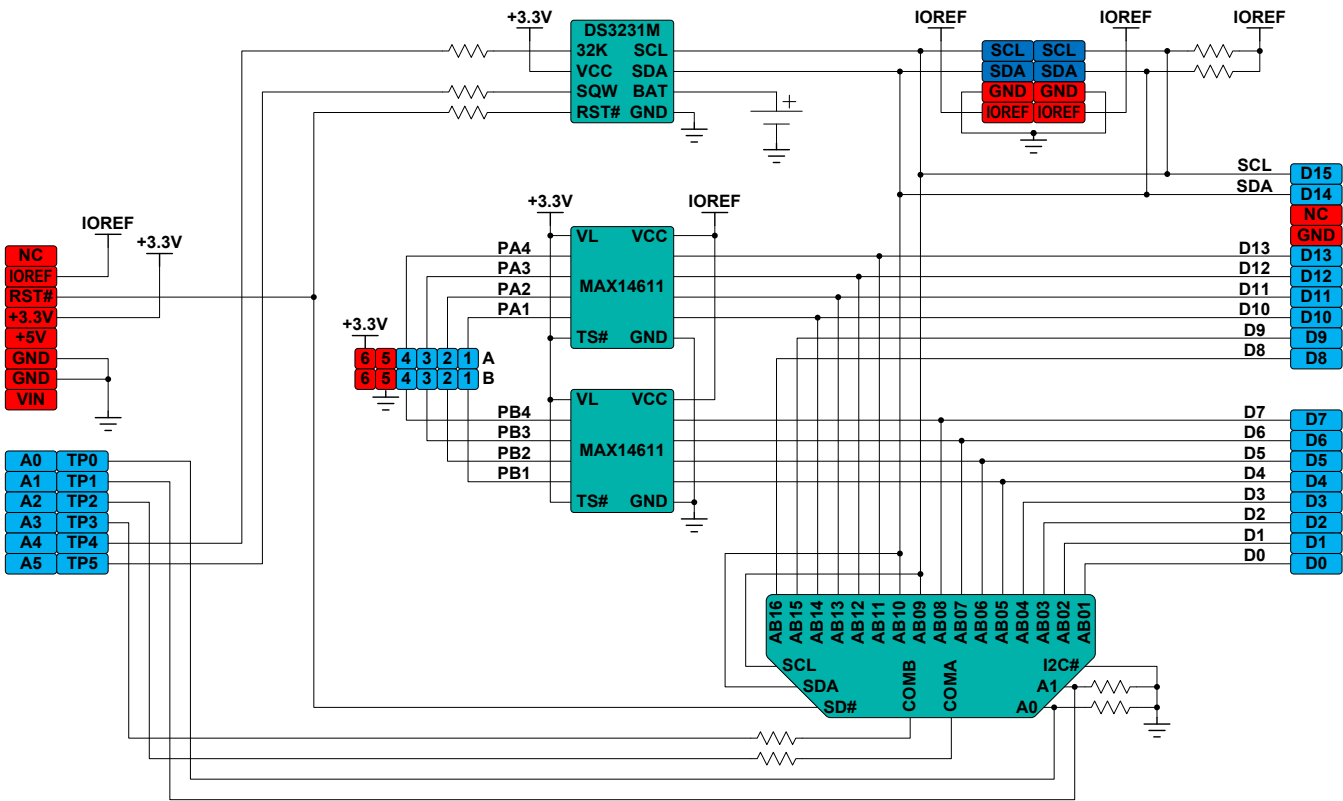 +3.3V IOREF IOREF IOREF
DS3231M
32K SCL
VCC SDA
SQW BAT
RST# GND
+
SCL SCL
SDA SDA
GND GND
IOREF IOREF
SCL D15
SDA D14
NC
GND
D13 D13
D12 D12
D11 D11
D10 D10
D9 D9
D8 D8
+3.3V IOREF
VL VCC
MAX14611
TS# GND
PA4
PA3
PA2
PA1
IOREF
+3.3V
NC
IOREF
RST#
+3.3V
+5V
GND
GND
VIN
+3.3V
6 5 4 3 2 1 A
6 5 4 3 2 1 B
VL VCC
MAX14611
TS# GND
PB4
PB3
PB2
PB1
D7 D7
D6 D6
D5 D5
D4 D4
D3 D3
D2 D2
D1 D1
D0 D0
A0 TP0
A1 TP1
A2 TP2
A3 TP3
A4 TP4
A5 TP5
AB16 AB15 AB14 AB13 AB12 AB11 AB10 AB09 AB08 AB07 AB06 AB05 AB04 AB03 AB02 AB01
SCL COMB COMA I2C#
SDA A1
SD# A0